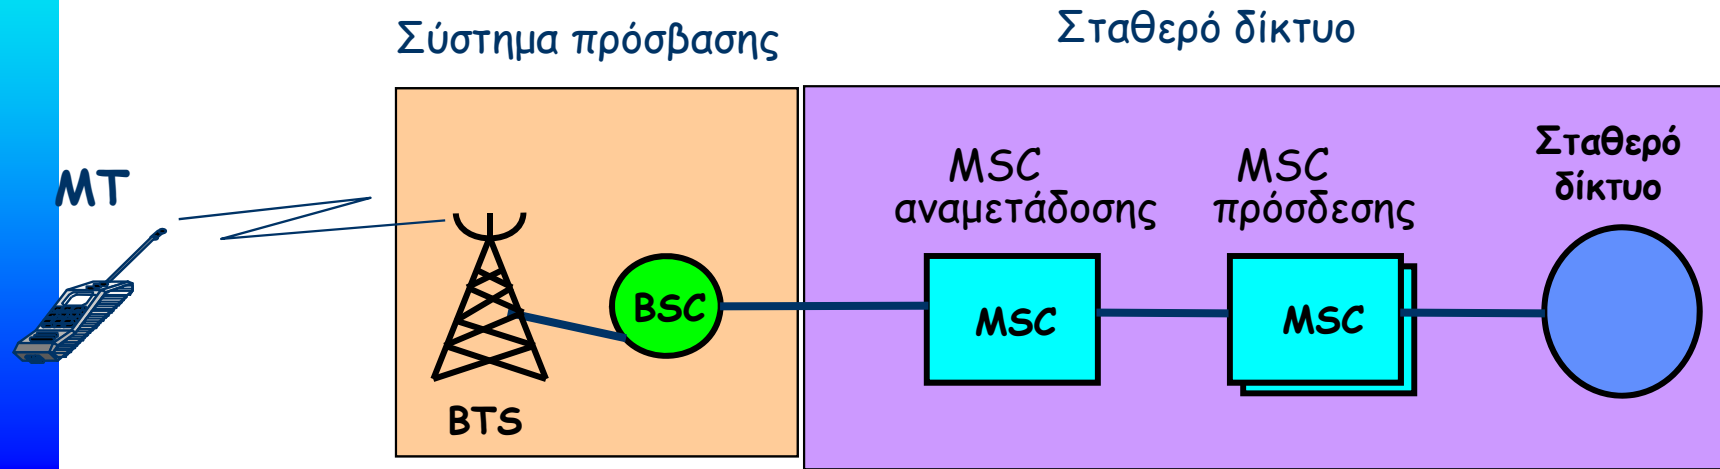 Σύστημα πρόσβασης
Σταθερό δίκτυο
MT
BTS
BSC
MSC
αναμετάδοσης
MSC
MSC
πρόσδεσης
MSC
Σταθερό
δίκτυο